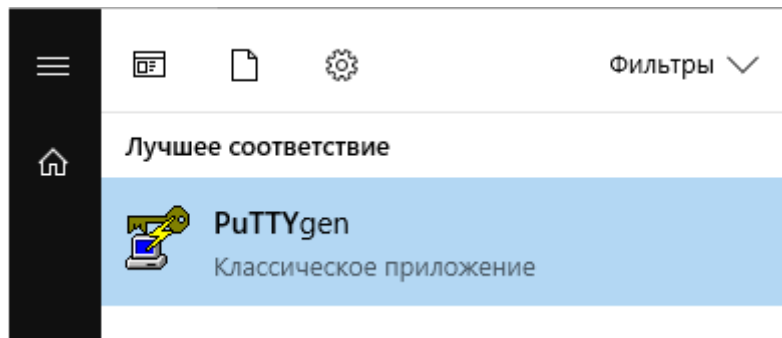 Фильтры
Лучшее соответствие
PuTTYgen
Классическое приложение